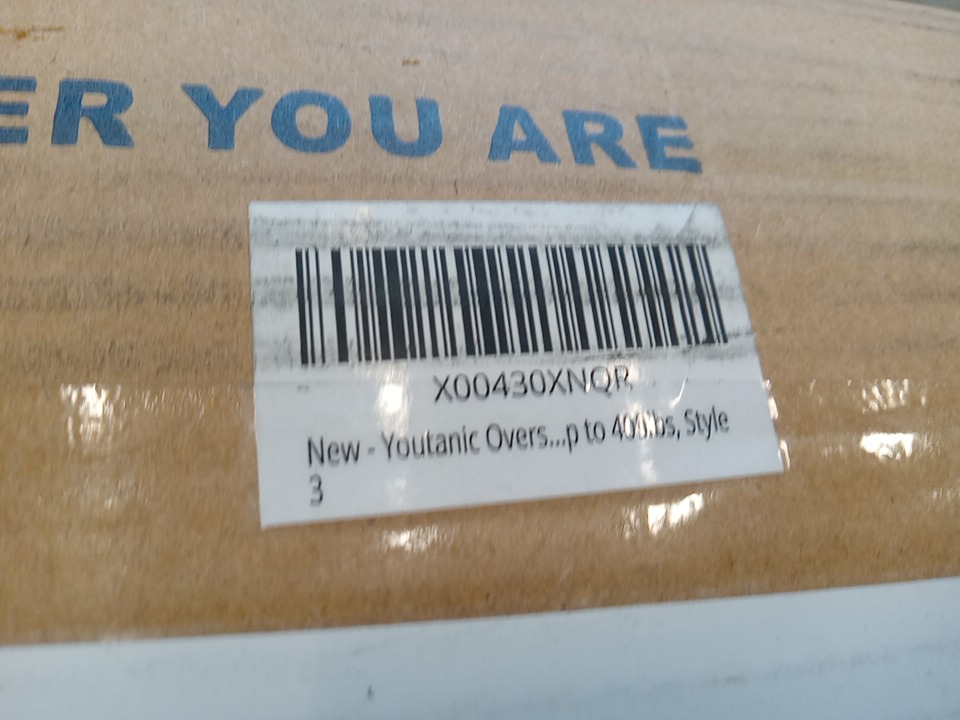 ER YOU ARE
X00430XNQR
New - Youtanic Overs...p to 400lbs, Style
3